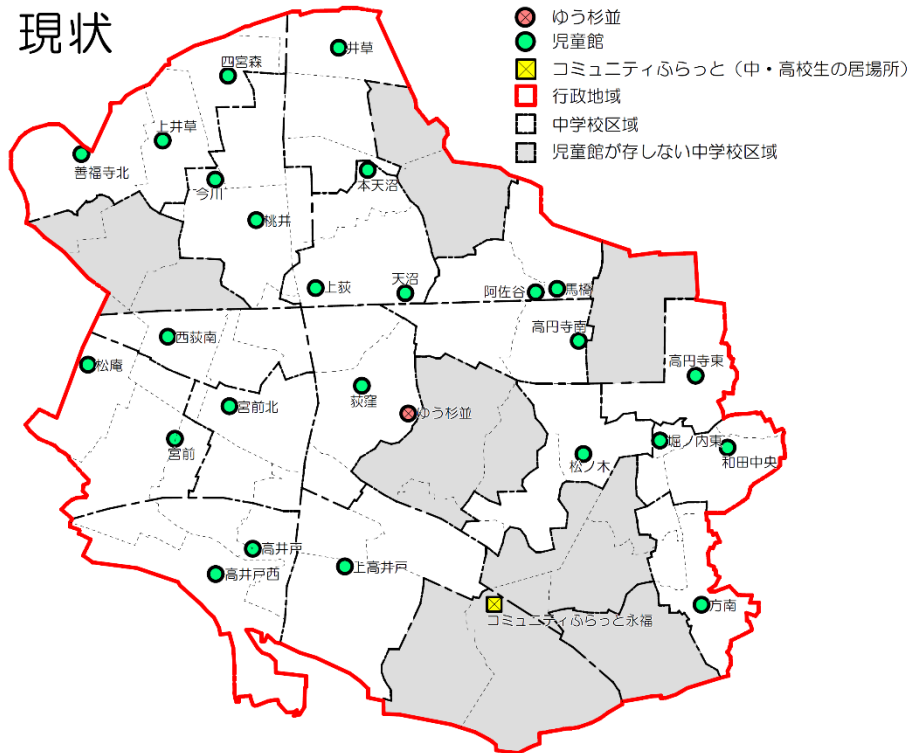 現状
ゆう杉並
児童館
コミュニティふらっと（中・高校生の居場所）
行政地域
中学校区域
児童館が存しない中学校区域
井草
四宮森
上井草
善福寺北
今川
本天沼
桃井
上荻
天沼
阿佐谷
馬橋
高円寺南
西荻南
松庵
高円寺東
荻窪
宮前北
ゆう杉並
宮前
堀ノ内東
和田中央
松ノ木
高井戸
高井戸西
上高井戸
方南
コミュニティふらっと永福